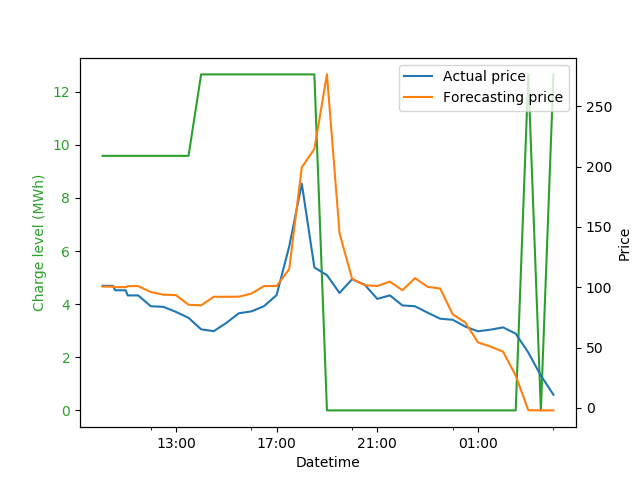 Actual price
Forecasting price
12
10
8
6
4
2
0
250
200
150
100
50
0
Charge level (MWh)
Price
13:00 17:00 21:00 01:00
Datetime